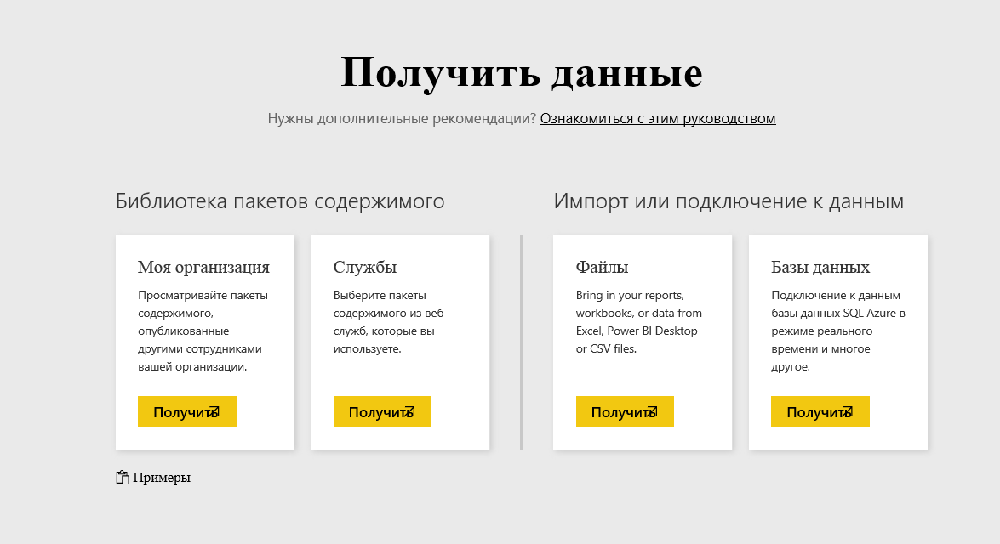 Получить данные
Нужны дополнительные рекомендации? Ознакомиться с этим руководством
Библиотека пакетов содержимого
Импорт или подключение к данным
Моя организация
Просматривайте пакеты
содержимого,
опубликованные
другими сотрудниками
вашей организации.
Получить
Службы
Выберите пакеты
содержимого из веб-
служб, которые вы
используете.
Получить
Файлы
Bring in your reports,
workbooks, or data from
Excel, Power BI Desktop
or CSV files.
Получить
Базы данных
Подключение к данным
базы данных SQL Azure в
режиме реального
времени и многое
другое.
Получить
Примеры